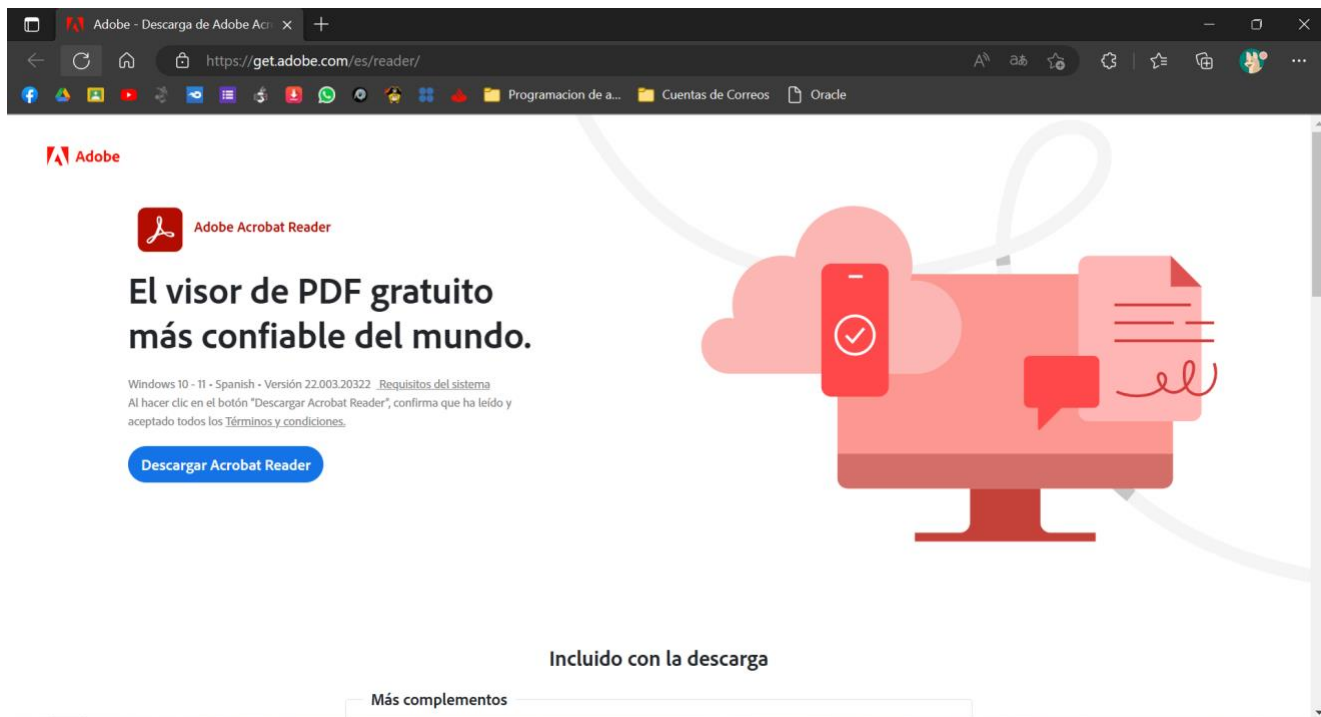 Adobe - Descarga de Adobe Acr
https://get.adobe.com/es/reader/
Programacion de a...
Cuentas de Correos
Oracle
Adobe
Adobe Acrobat Reader
El visor de PDF gratuito
más confiable del mundo.
Windows 10 - 11 • Spanish • Versión 22.003.20322 Requisitos del sistema
Al hacer clic en el botón "Descargar Acrobat Reader", confirma que ha leído y
aceptado todos los Términos y condiciones.
Descargar Acrobat Reader
Incluido con la descarga
Más complementos